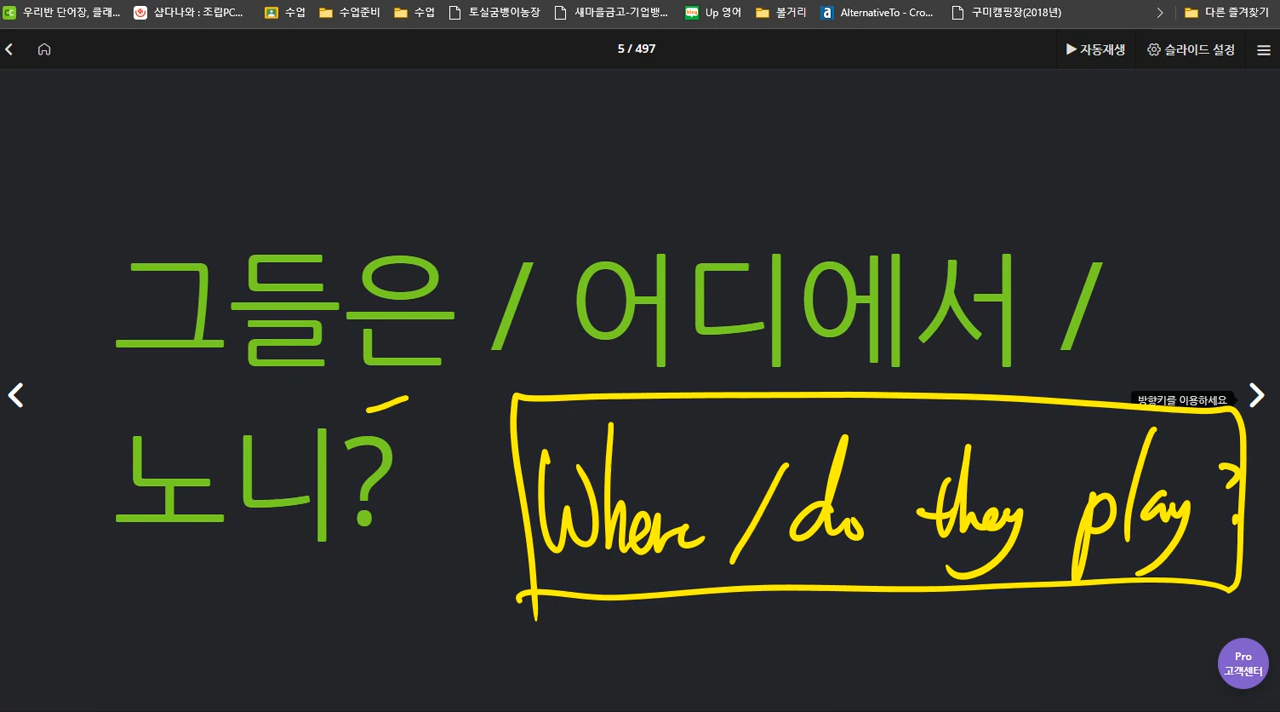 우리반 단어장, 클래... 샵다나와 : 조립PC... 수업 수업준비 수업 토실굼벵이농장 새마을금고-기업뱅... Up 영어 볼거리 AlternativeTo - Cro... 구미캠핑장(2018년) 다른 즐겨찾기
5 / 497 자동재생 슬라이드 설정
그들은 / 어디에서 /
방향키를 이용하세요
노니?
Where / do they play?
Pro
고객센터